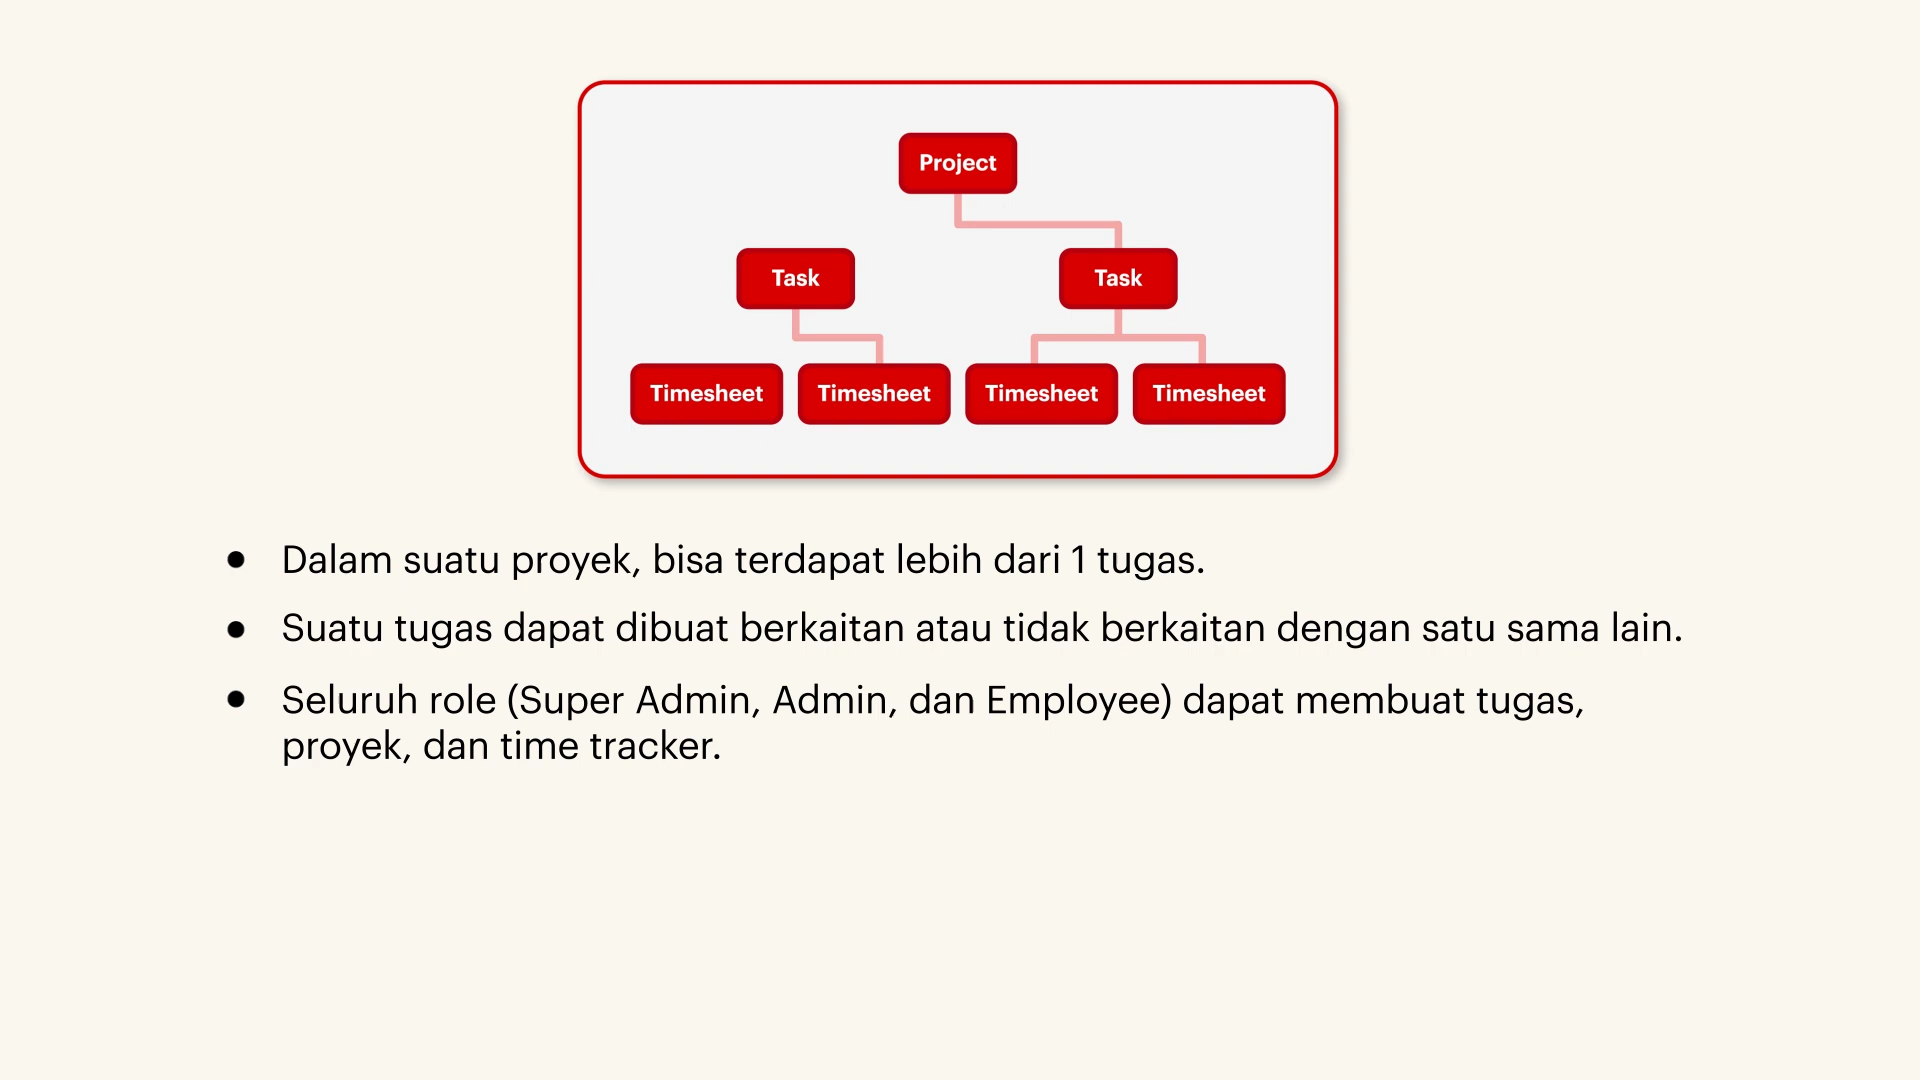 Project
Task Task
Timesheet Timesheet Timesheet Timesheet
• Dalam suatu proyek, bisa terdapat lebih dari 1 tugas.
• Suatu tugas dapat dibuat berkaitan atau tidak berkaitan dengan satu sama lain.
• Seluruh role (Super Admin, Admin, dan Employee) dapat membuat tugas,
proyek, dan time tracker.